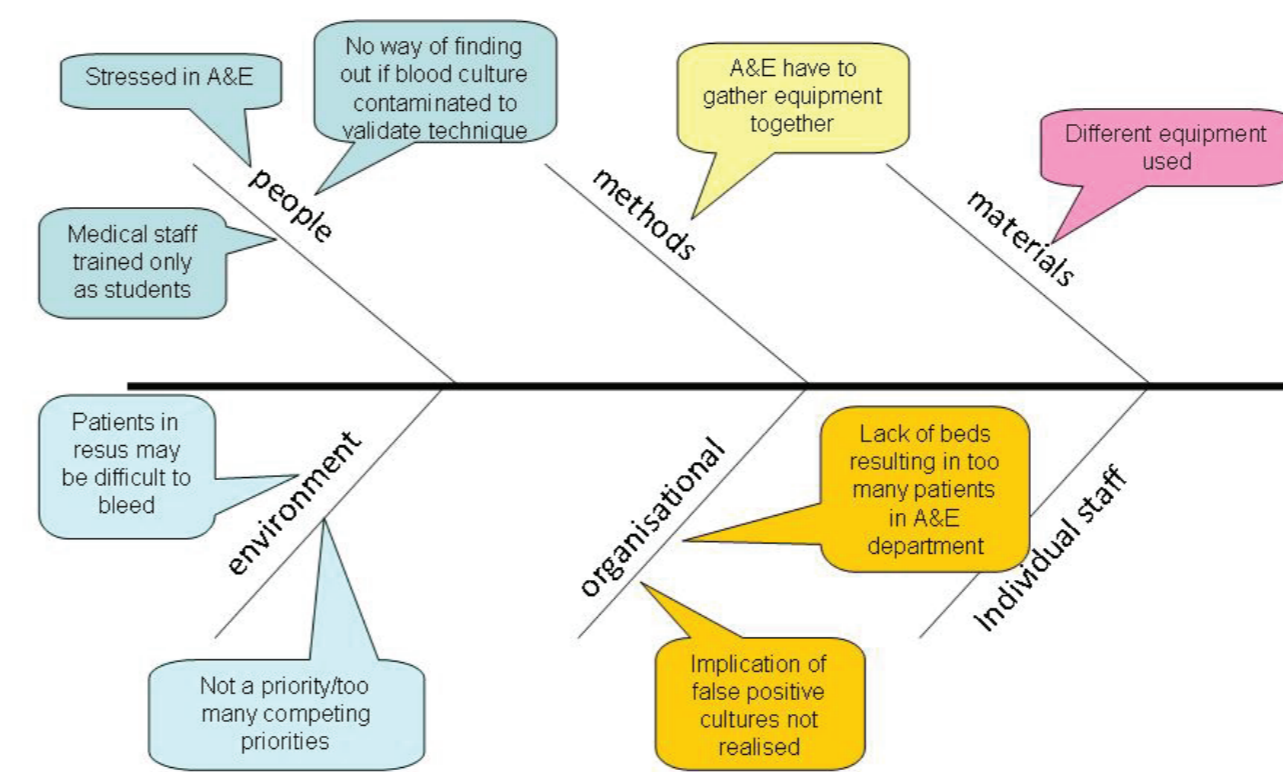 Stressed in A&E
No way of finding
out if blood culture
contaminated to
validate technique
people
Medical staff
trained only
as students
A&E have to
gather equipment
together
methods
Different equipment
used
materials
Patients in
resus may
be difficult to
bleed
environment
Not a priority/too
many competing
priorities
organisational
Lack of beds
resulting in too
many patients
in A&E
department
Implication of
false positive
cultures not
realised
Individual staff